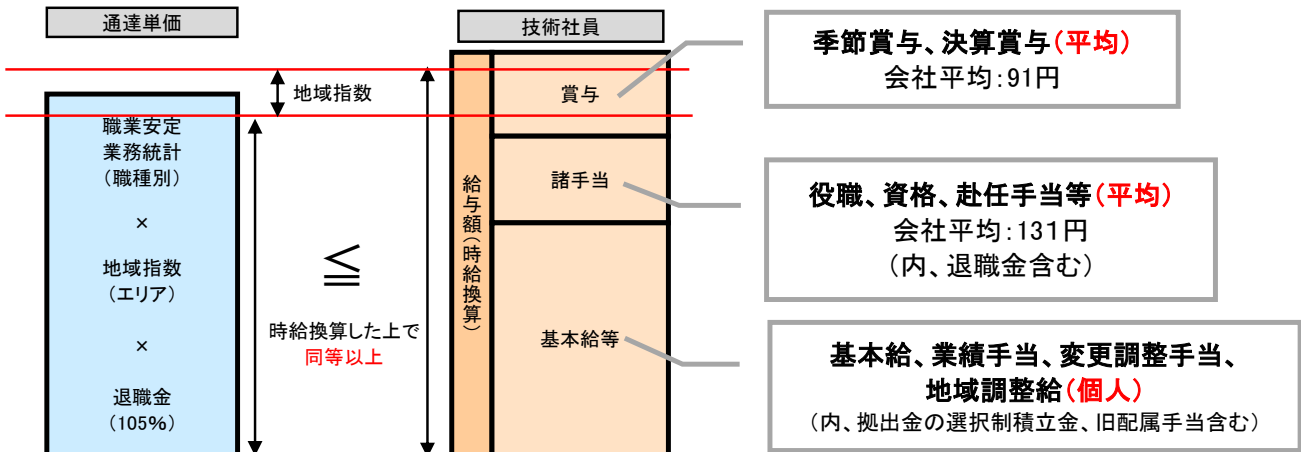 通達単価
職業安定
業務統計
(職種別)
×
地域指数
(エリア)
×
退職金
(105%)
地域指数
≦
時給換算した上で
同等以上
技術社員
給与額(時給換算)
賞与
諸手当
基本給等
季節賞与、決算賞与(平均)
会社平均:91円
役職、資格、赴任手当等(平均)
会社平均:131円
(内、退職金含む)
基本給、業績手当、変更調整手当、
地域調整給(個人)
(内、拠出金の選択制積立金、旧配属手当含む)